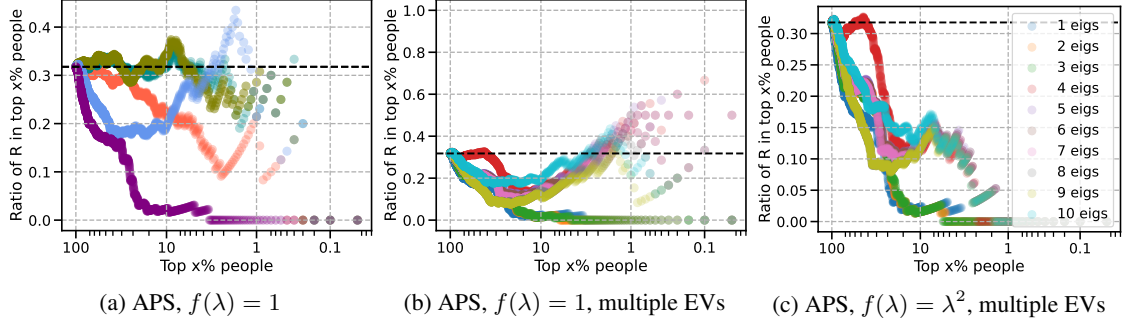 Ratio of R in top x% people
0.4
0.3
0.2
0.1
0.0
100
10
1
0.1
Top x% people
(a) APS, f(λ) = 1
Ratio of R in top x% people
1.0
0.8
0.6
0.4
0.2
0.0
100
10
1
0.1
Top x% people
(b) APS, f(λ) = 1, multiple EVs
Ratio of R in top x% people
0.30
0.25
0.20
0.15
0.10
0.05
0.00
100
10
1
0.1
Top x% people
1 eigs
2 eigs
3 eigs
4 eigs
5 eigs
6 eigs
7 eigs
8 eigs
9 eigs
10 eigs
(c) APS, f(λ) = λ², multiple EVs